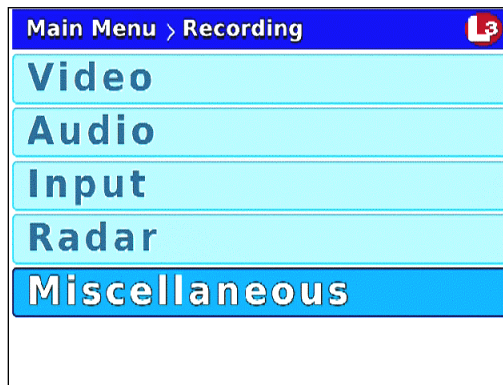 Main Menu > Recording L3
Video
Audio
Input
Radar
Miscellaneous